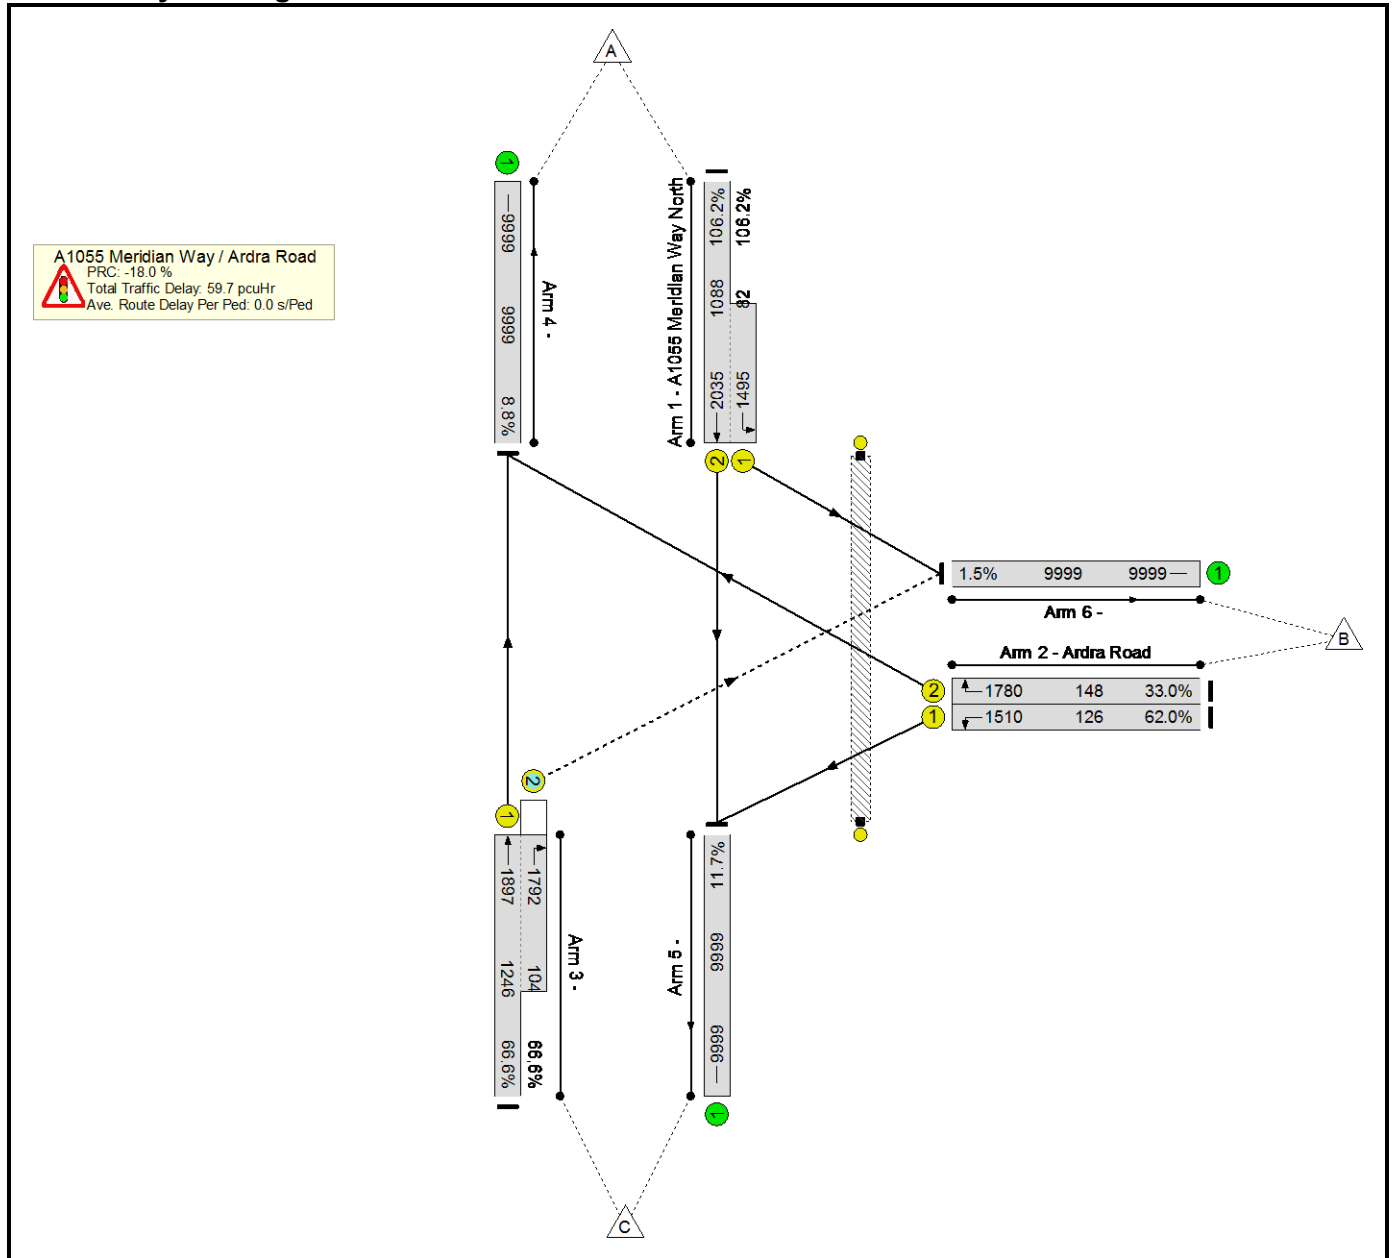 A
A1055 Meridian Way / Ardra Road
PRC: -18.0 %
Total Traffic Delay: 59.7 pcuHr
Ave. Route Delay Per Ped: 0.0 s/Ped
1
9999 9999 8.8%
Arm 4 -
Arm 1 - A1055 Meridian Way North
2035 1088 106.2%
1495 82 106.2%
2 1
1.5% 9999 9999 1
Arm 6 -
B
Arm 2 - Ardra Road
2 1780 148 33.0%
1 1510 126 62.0%
2
1
1897 1246 66.6%
1792 104 66.6%
Arm 3 -
Arm 5 -
11.7% 9999 9999
1
C